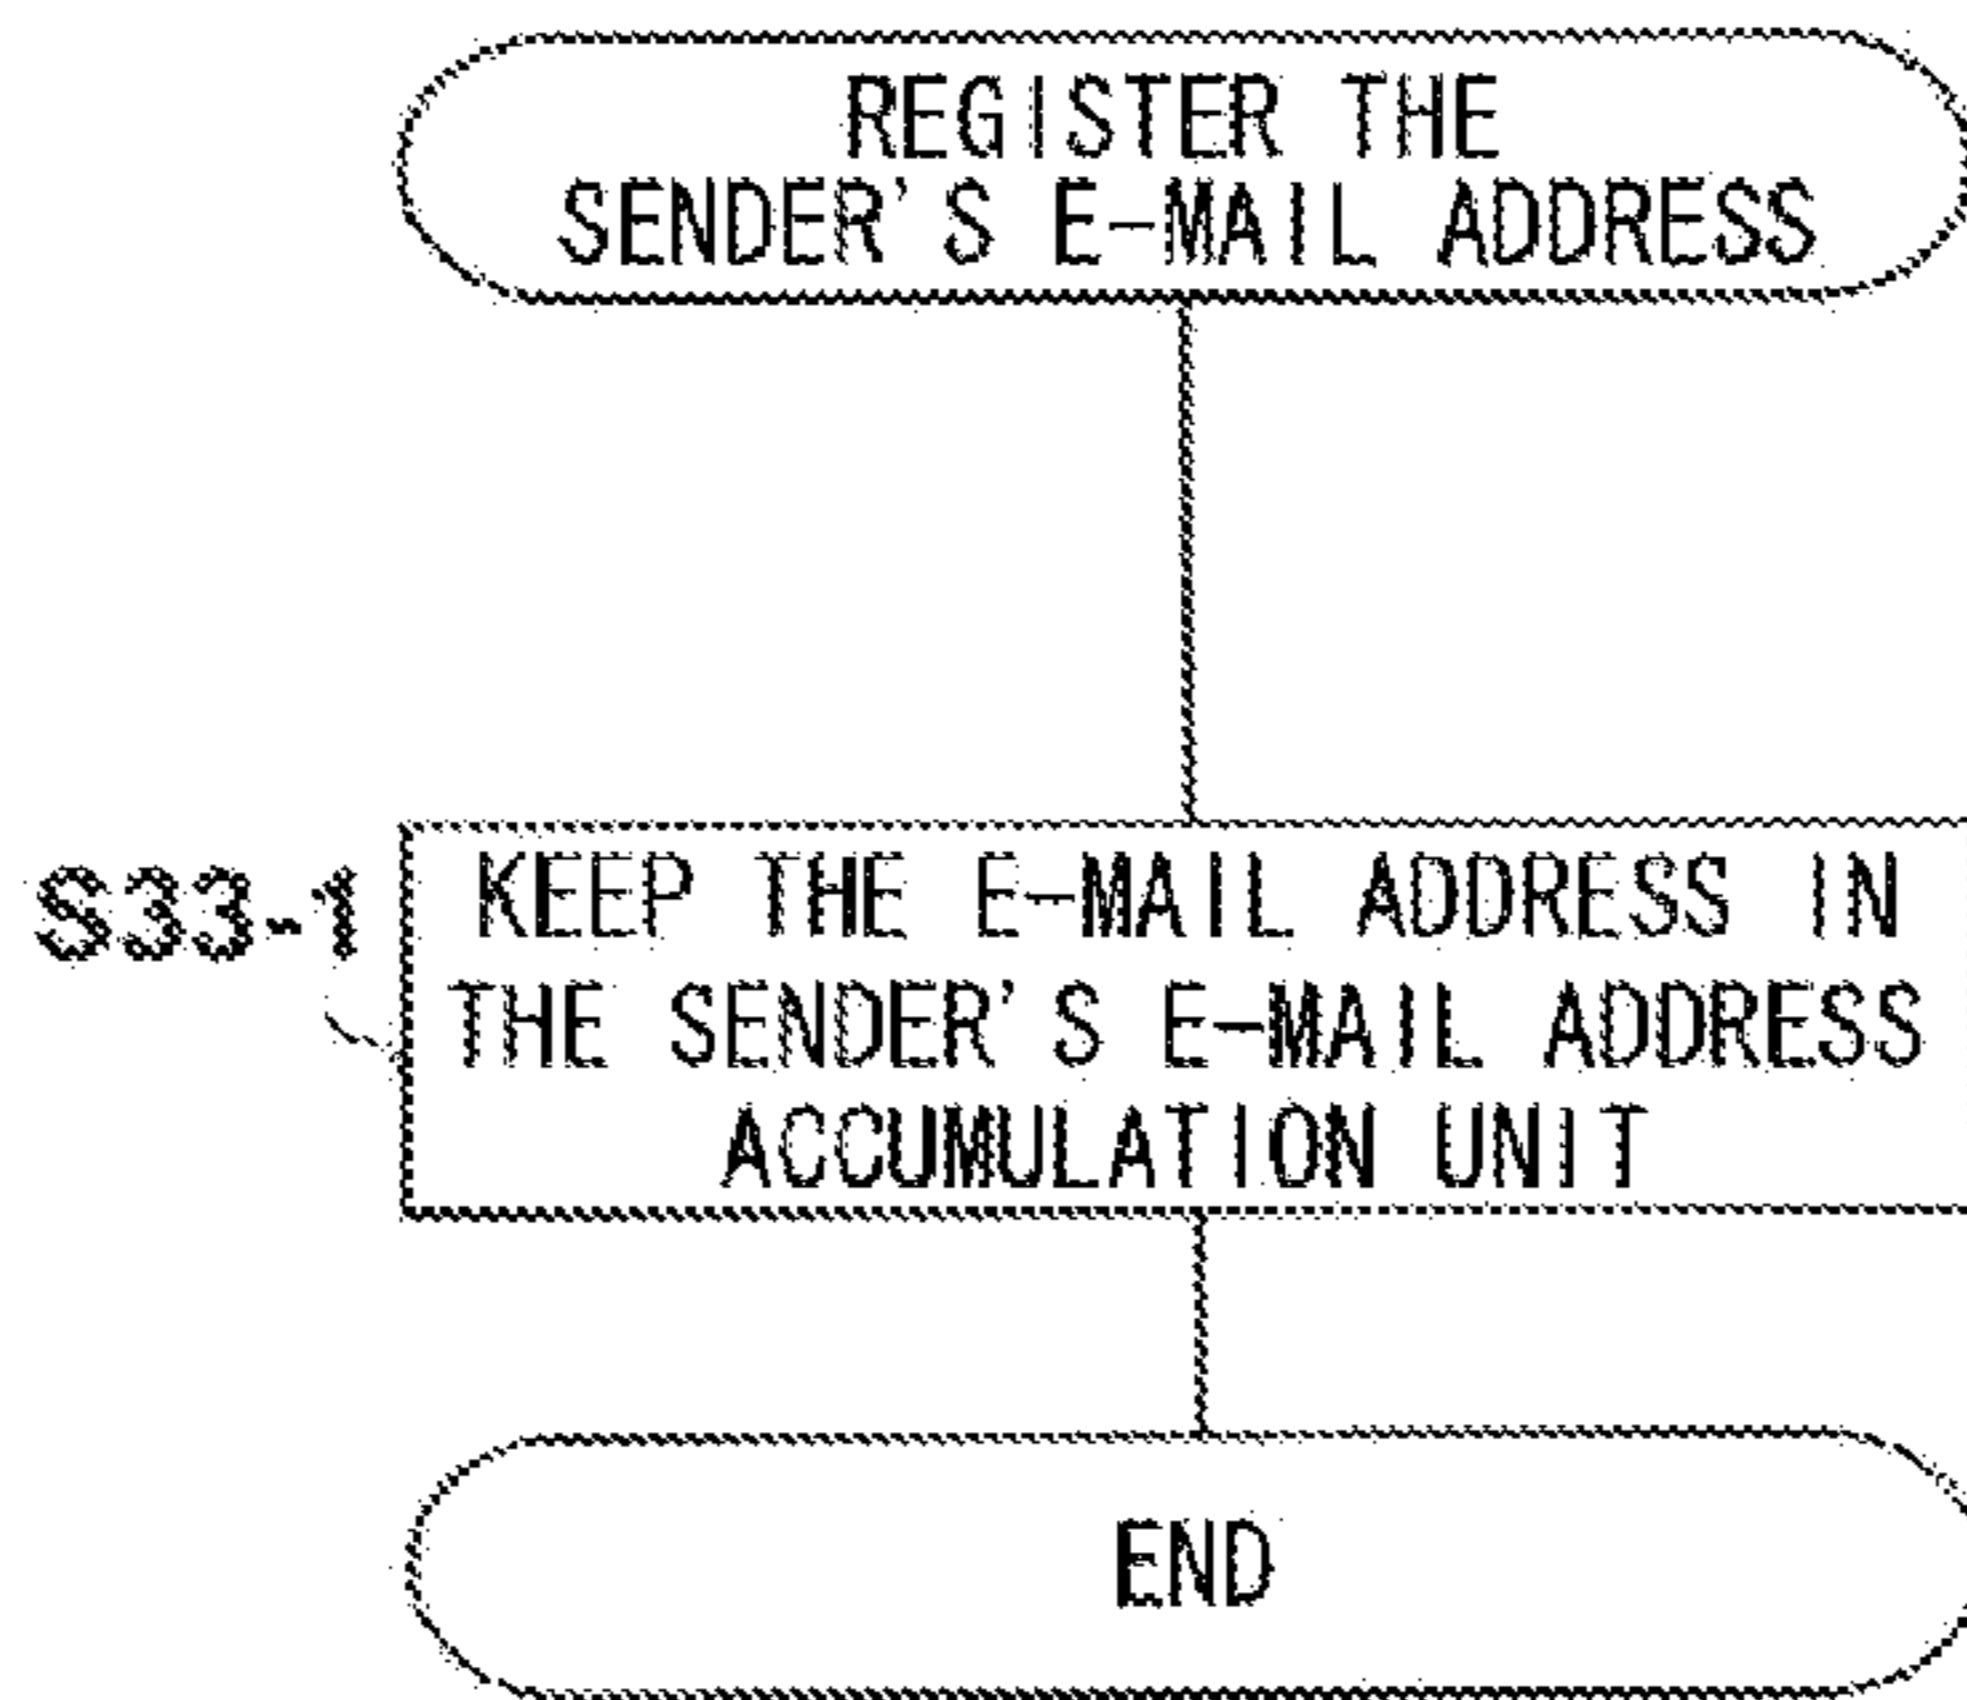 REGISTER THE
SENDER'S E-MAIL ADDRESS
S33-1
KEEP THE E-MAIL ADDRESS IN
THE SENDER'S E-MAIL ADDRESS
ACCUMULATION UNIT
END